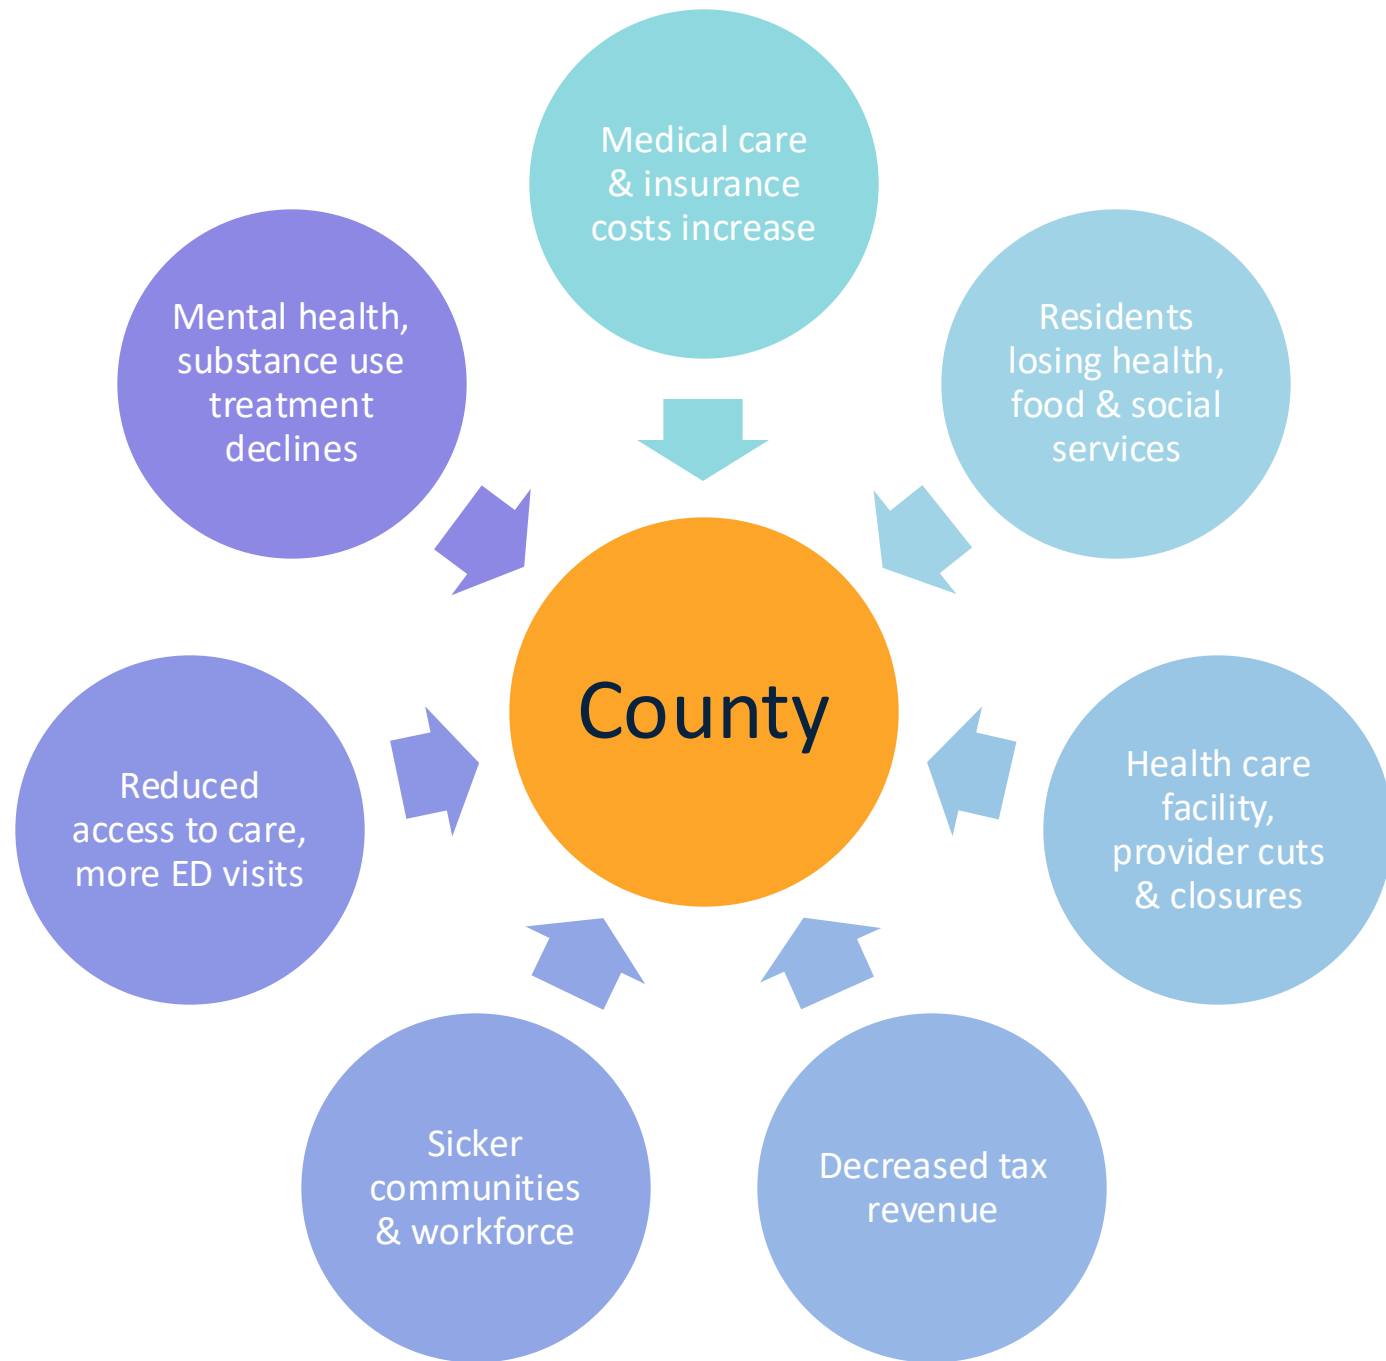 Medical care
& insurance
costs increase
Residents
losing health,
food & social
services
Health care
facility,
provider cuts
& closures
Decreased tax
revenue
Sicker
communities
& workforce
Reduced
access to care,
more ED visits
Mental health,
substance use
treatment
declines
County